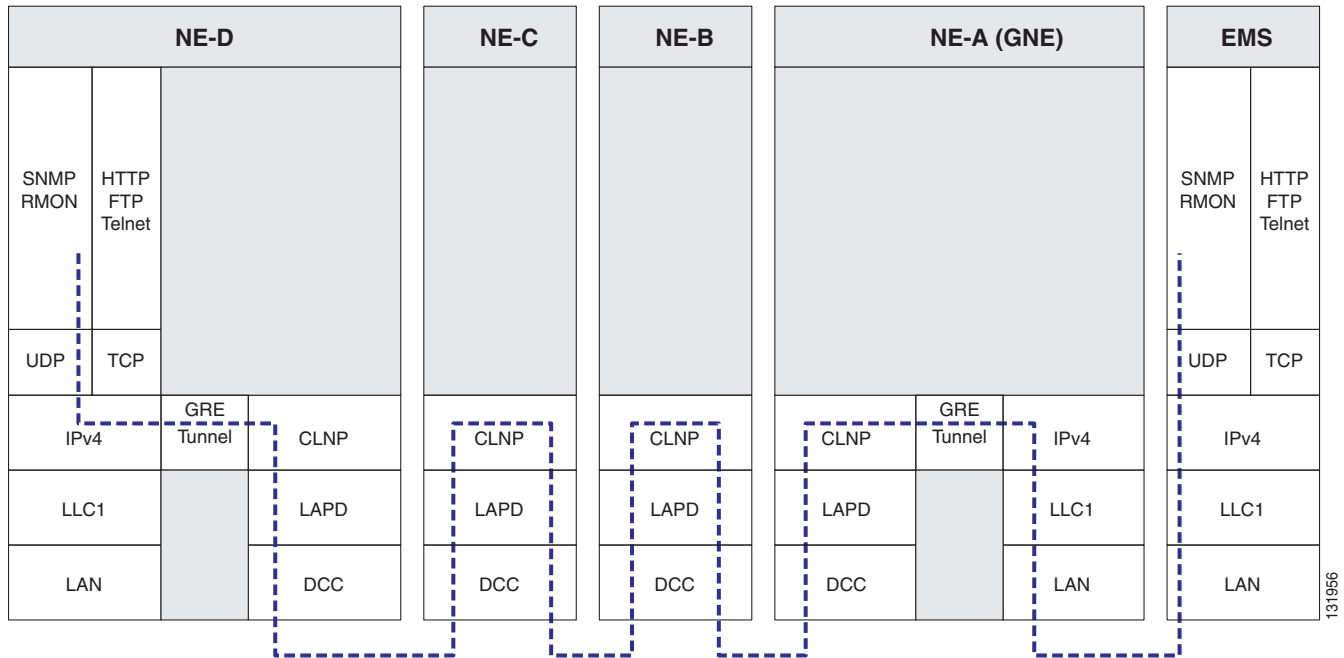 NE-D
NE-C
NE-B
NE-A (GNE)
EMS
SNMP
RMON
HTTP
FTP
Telnet
SNMP
RMON
HTTP
FTP
Telnet
UDP
TCP
UDP
TCP
IPv4
GRE
Tunnel
CLNP
CLNP
CLNP
CLNP
GRE
Tunnel
IPv4
IPv4
LLC1
LAPD
LAPD
LAPD
LAPD
LLC1
LLC1
LAN
DCC
DCC
DCC
DCC
LAN
LAN
131956